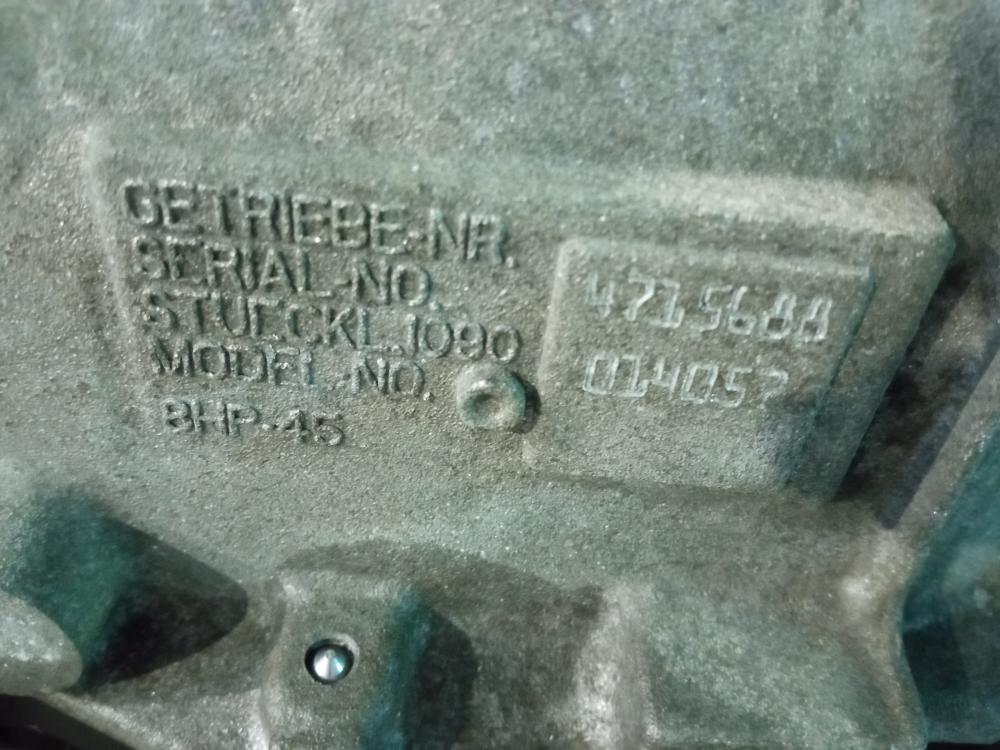 GETRIEBE-NR.
SERIAL-NO.
4715688
STUECKL.1090
MODEL-NO.
014057
8HP-45